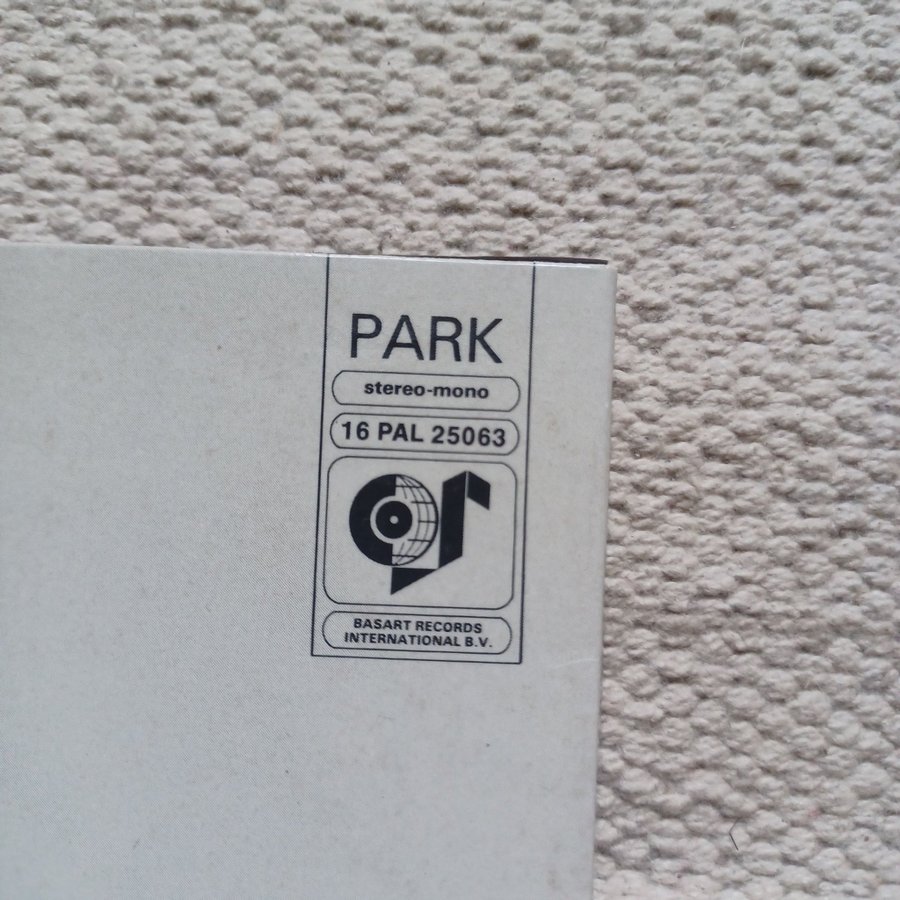 PARK
stereo-mono
16 PAL 25063
BASART RECORDS
INTERNATIONAL B.V.